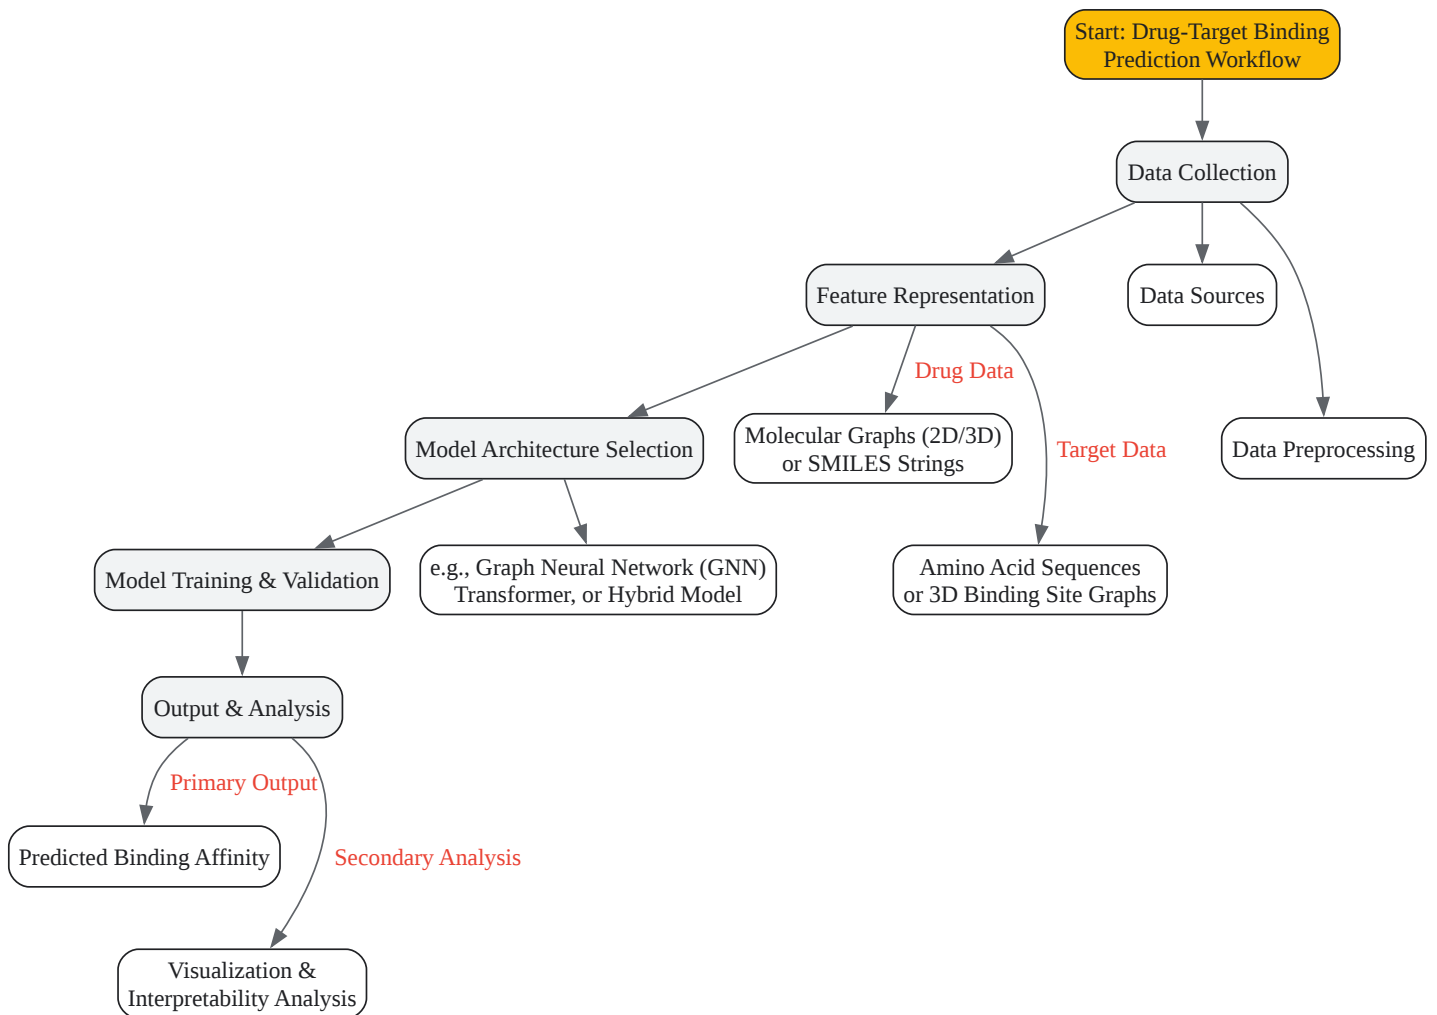 Start: Drug-Target Binding
Prediction Workflow
Data Collection
Feature Representation
Data Sources
Drug Data
Molecular Graphs (2D/3D)
or SMILES Strings
Target Data
Data Preprocessing
Model Architecture Selection
Model Training & Validation
e.g., Graph Neural Network (GNN)
Transformer, or Hybrid Model
Amino Acid Sequences
or 3D Binding Site Graphs
Output & Analysis
Primary Output
Predicted Binding Affinity
Secondary Analysis
Visualization &
Interpretability Analysis